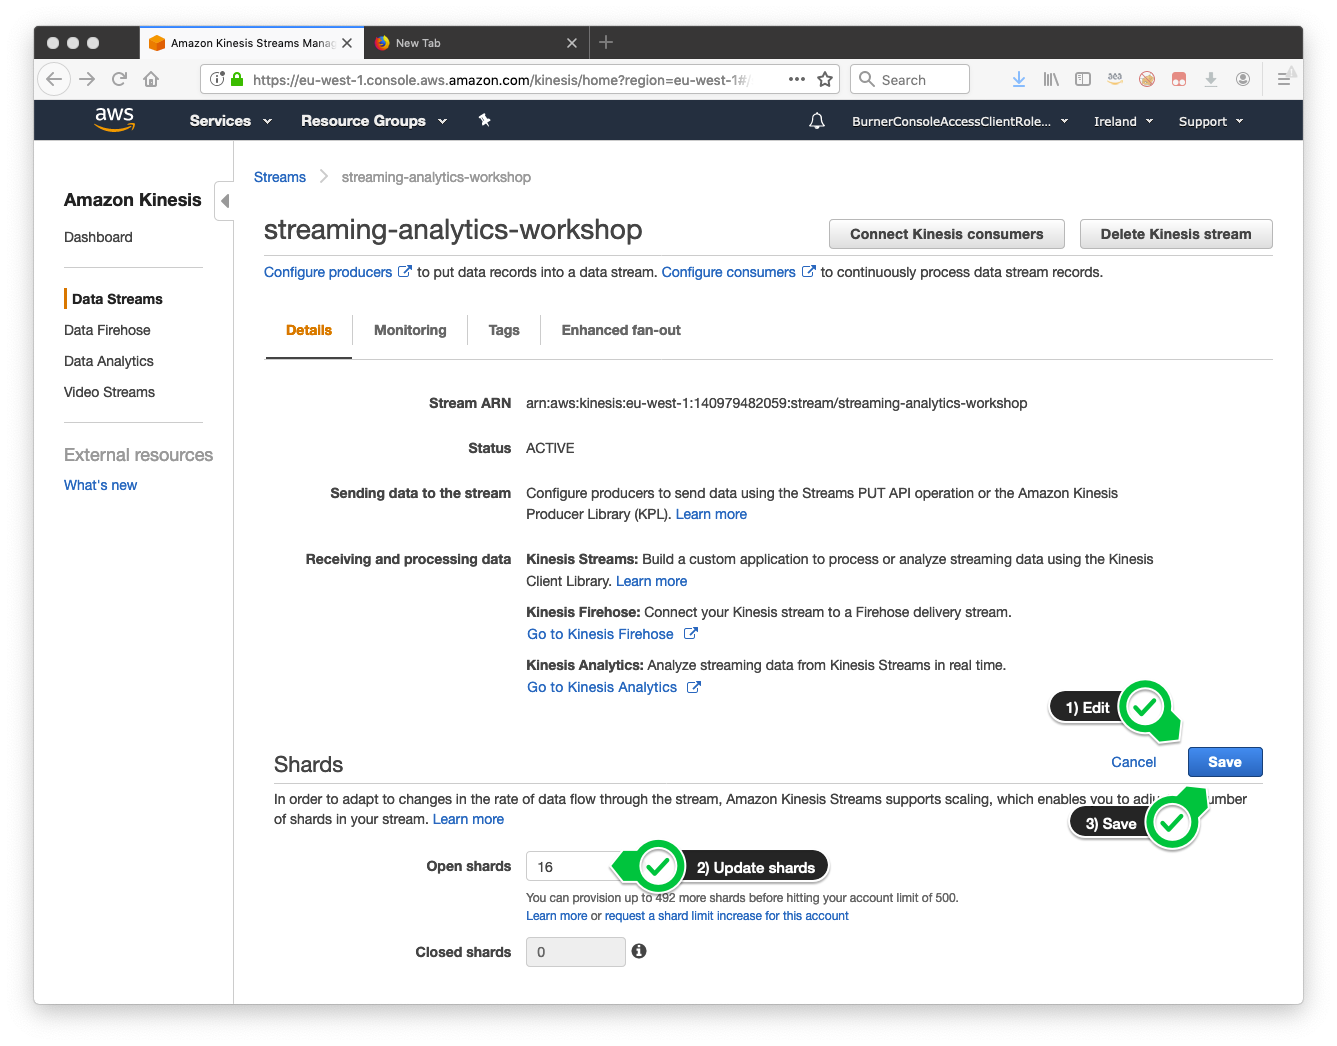 Amazon Kinesis Streams Mana
New Tab
https://eu-west-1.console.aws.amazon.com/kinesis/home?region=eu-west-1#/
Search
aws
Services
Resource Groups
BurnerConsoleAccessClientRole...
Ireland
Support
Amazon Kinesis
Dashboard
Data Streams
Data Firehose
Data Analytics
Video Streams
External resources
What's new
Streams
streaming-analytics-workshop
streaming-analytics-workshop
Connect Kinesis consumers
Delete Kinesis stream
Configure producers to put data records into a data stream. Configure consumers to continuously process data stream records.
Details
Monitoring
Tags
Enhanced fan-out
Stream ARN
arn:aws:kinesis:eu-west-1:140979482059:stream/streaming-analytics-workshop
Status
ACTIVE
Sending data to the stream
Configure producers to send data using the Streams PUT API operation or the Amazon Kinesis
Producer Library (KPL). Learn more
Receiving and processing data
Kinesis Streams: Build a custom application to process or analyze streaming data using the Kinesis
Client Library. Learn more
Kinesis Firehose: Connect your Kinesis stream to a Firehose delivery stream.
Go to Kinesis Firehose
Kinesis Analytics: Analyze streaming data from Kinesis Streams in real time.
Go to Kinesis Analytics
1) Edit
Shards
Cancel
Save
In order to adapt to changes in the rate of data flow through the stream, Amazon Kinesis Streams supports scaling, which enables you to
of shards in your stream. Learn more
3) Save
Open shards
16
2) Update shards
You can provision up to 492 more shards before hitting your account limit of 500.
Learn more or request a shard limit increase for this account
Closed shards
0